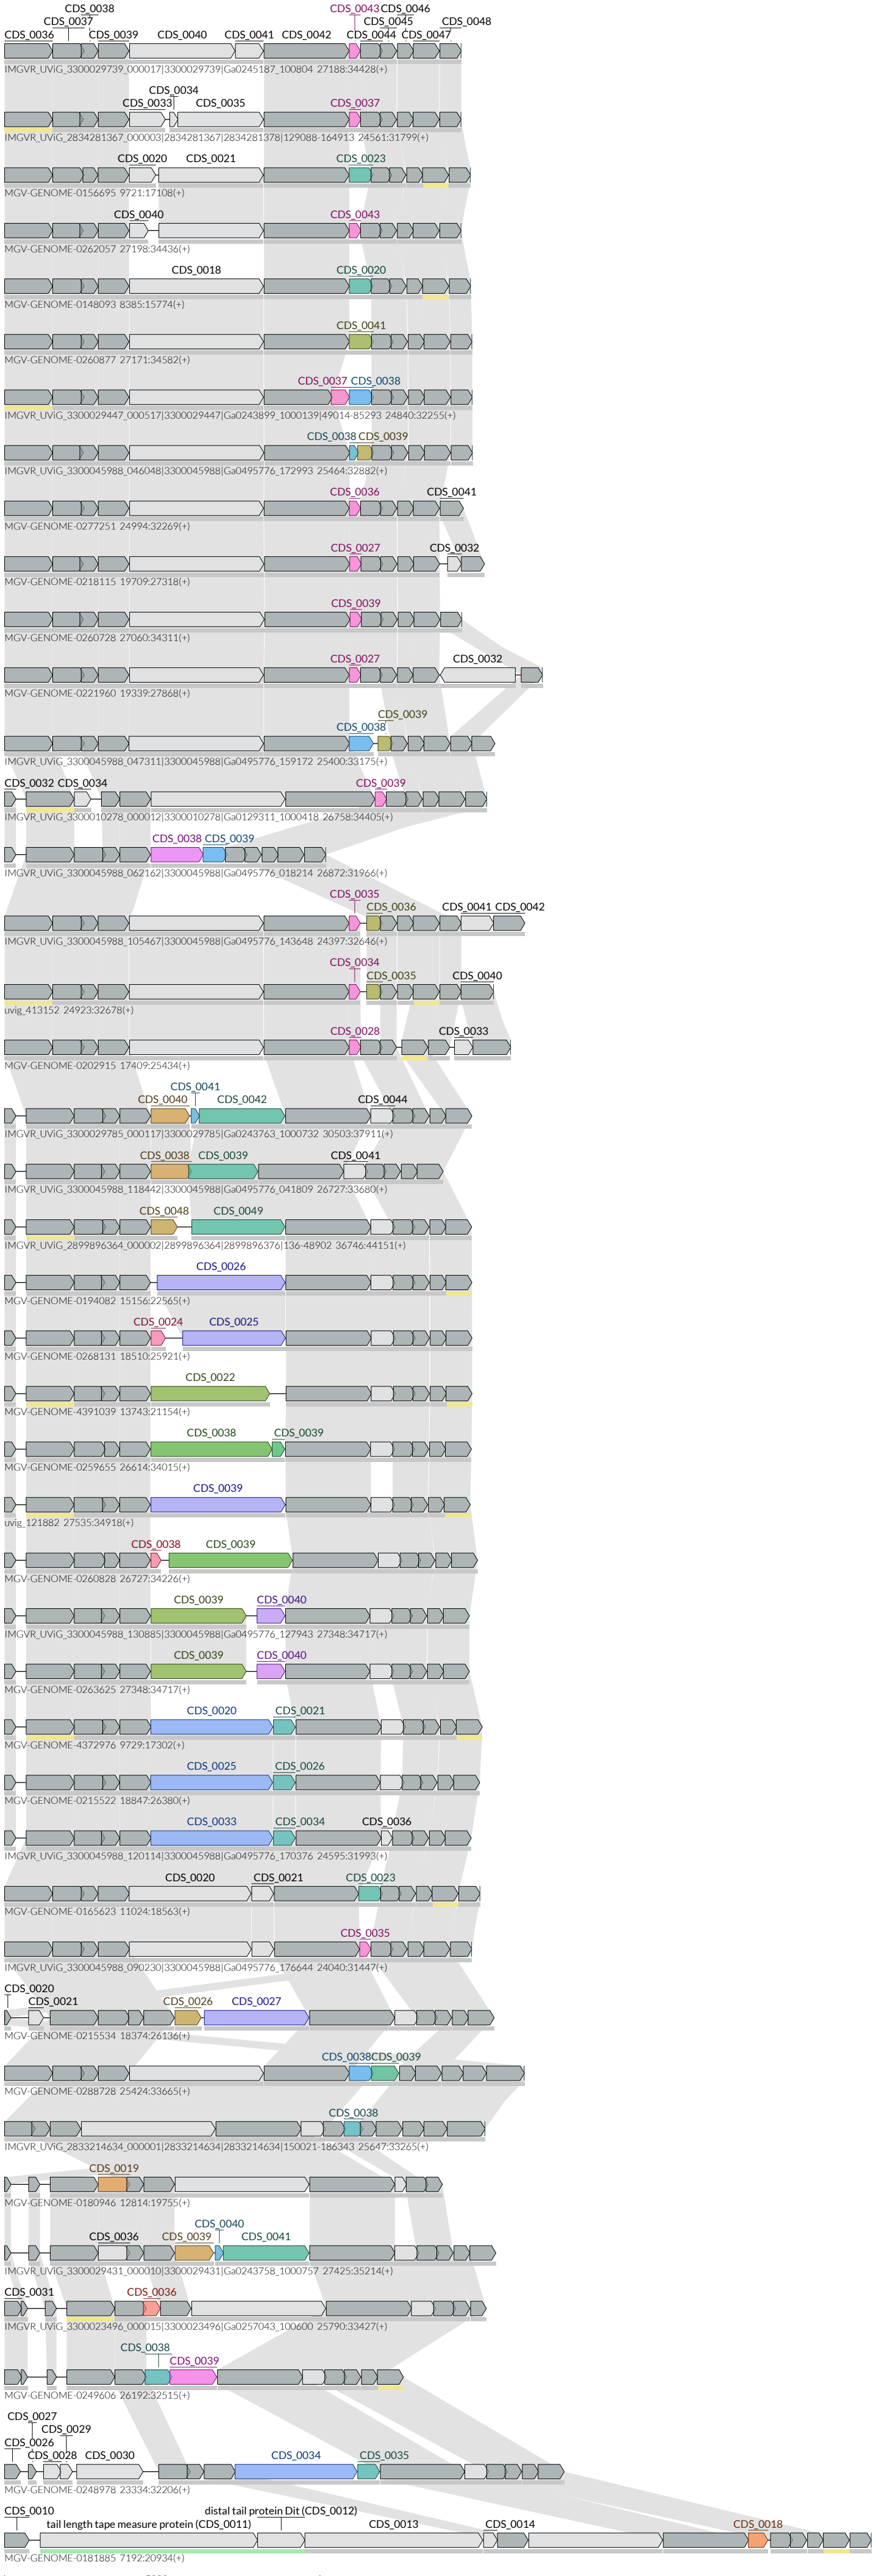 CDS_0038 CDS_0043 CDS_0046
CDS_0037 CDS_0045 CDS_0048
CDS_0036 CDS_0039 CDS_0040 CDS_0041 CDS_0042 CDS_0044 CDS_0047
IMGVR_UViG_3300029739_000017|3300029739|Ga0245187_100804 27188:34428(+)
CDS_0034
CDS_0033 CDS_0035 CDS_0037
IMGVR_UViG_2834281367_000003|2834281367|2834281378|129088-164913 24561:31799(+)
CDS_0020 CDS_0021 CDS_0023
MGV-GENOME-0156695 9721:17108(+)
CDS_0040 CDS_0043
MGV-GENOME-0262057 27198:34436(+)
CDS_0018 CDS_0020
MGV-GENOME-0148093 8385:15774(+)
CDS_0041
MGV-GENOME-0260877 27171:34582(+)
CDS_0037 CDS_0038
IMGVR_UViG_3300029447_000517|3300029447|Ga0243899_1000139|49014-85293 24840:32255(+)
CDS_0038 CDS_0039
IMGVR_UViG_3300045988_046048|3300045988|Ga0495776_172993 25464:32882(+)
CDS_0036 CDS_0041
MGV-GENOME-0277251 24994:32269(+)
CDS_0027 CDS_0032
MGV-GENOME-0218115 19709:27318(+)
CDS_0039
MGV-GENOME-0260728 27060:34311(+)
CDS_0027 CDS_0032
MGV-GENOME-0221960 19339:27868(+)
CDS_0039
CDS_0038
IMGVR_UViG_3300045988_047311|3300045988|Ga0495776_159172 25400:33175(+)
CDS_0032 CDS_0034 CDS_0039
IMGVR_UViG_3300010278_000012|3300010278|Ga0129311_1000418 26758:34405(+)
CDS_0038 CDS_0039
IMGVR_UViG_3300045988_062162|3300045988|Ga0495776_018214 26872:31966(+)
CDS_0035
CDS_0036 CDS_0041 CDS_0042
IMGVR_UViG_3300045988_105467|3300045988|Ga0495776_143648 24397:32646(+)
CDS_0034
CDS_0035 CDS_0040
uvig_413152 24923:32678(+)
CDS_0028 CDS_0033
MGV-GENOME-0202915 17409:25434(+)
CDS_0041
CDS_0040 CDS_0042 CDS_0044
IMGVR_UViG_3300029785_000117|3300029785|Ga0243763_1000732 30503:37911(+)
CDS_0038 CDS_0039 CDS_0041
IMGVR_UViG_3300045988_118442|3300045988|Ga0495776_041809 26727:33680(+)
CDS_0048 CDS_0049
IMGVR_UViG_2899896364_000002|2899896364|2899896376|136-48902 36746:44151(+)
CDS_0026
MGV-GENOME-0194082 15156:22565(+)
CDS_0024 CDS_0025
MGV-GENOME-0268131 18510:25921(+)
CDS_0022
MGV-GENOME-4391039 13743:21154(+)
CDS_0038 CDS_0039
MGV-GENOME-0259655 26614:34015(+)
CDS_0039
uvig_121882 27535:34918(+)
CDS_0038 CDS_0039
MGV-GENOME-0260828 26727:34226(+)
CDS_0039 CDS_0040
IMGVR_UViG_3300045988_130885|3300045988|Ga0495776_127943 27348:34717(+)
CDS_0039 CDS_0040
MGV-GENOME-0263625 27348:34717(+)
CDS_0020 CDS_0021
MGV-GENOME-4372976 9729:17302(+)
CDS_0025 CDS_0026
MGV-GENOME-0215522 18847:26380(+)
CDS_0033 CDS_0034 CDS_0036
IMGVR_UViG_3300045988_120114|3300045988|Ga0495776_170376 24595:31993(+)
CDS_0020 CDS_0021 CDS_0023
MGV-GENOME-0165623 11024:18563(+)
CDS_0035
IMGVR_UViG_3300045988_090230|3300045988|Ga0495776_176644 24040:31447(+)
CDS_0020
CDS_0021 CDS_0026 CDS_0027
MGV-GENOME-0215534 18374:26136(+)
CDS_0038 CDS_0039
MGV-GENOME-0288728 25424:33665(+)
CDS_0038
IMGVR_UViG_2833214634_000001|2833214634|2833214634|150021-186343 25647:33265(+)
CDS_0019
MGV-GENOME-0180946 12814:19755(+)
CDS_0040
CDS_0036 CDS_0039 CDS_0041
IMGVR_UViG_3300029431_000010|3300029431|Ga0243758_1000757 27425:35214(+)
CDS_0031 CDS_0036
IMGVR_UViG_3300023496_000015|3300023496|Ga0257043_100600 25790:33427(+)
CDS_0038
CDS_0039
MGV-GENOME-0249606 26192:32515(+)
CDS_0027
CDS_0029
CDS_0026
CDS_0028 CDS_0030 CDS_0034 CDS_0035
MGV-GENOME-0248978 23334:32206(+)
CDS_0010 distal tail protein Dit (CDS_0012)
tail length tape measure protein (CDS_0011) CDS_0013 CDS_0014 CDS_0018
MGV-GENOME-0181885 7192:20934(+)